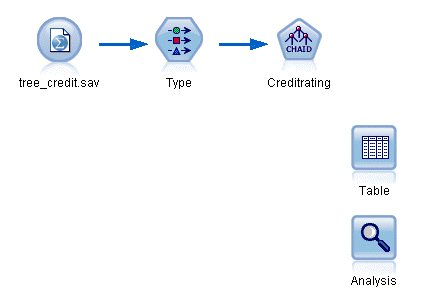 CHAID
tree_credit.sav
Type
Creditrating
Table
Analysis